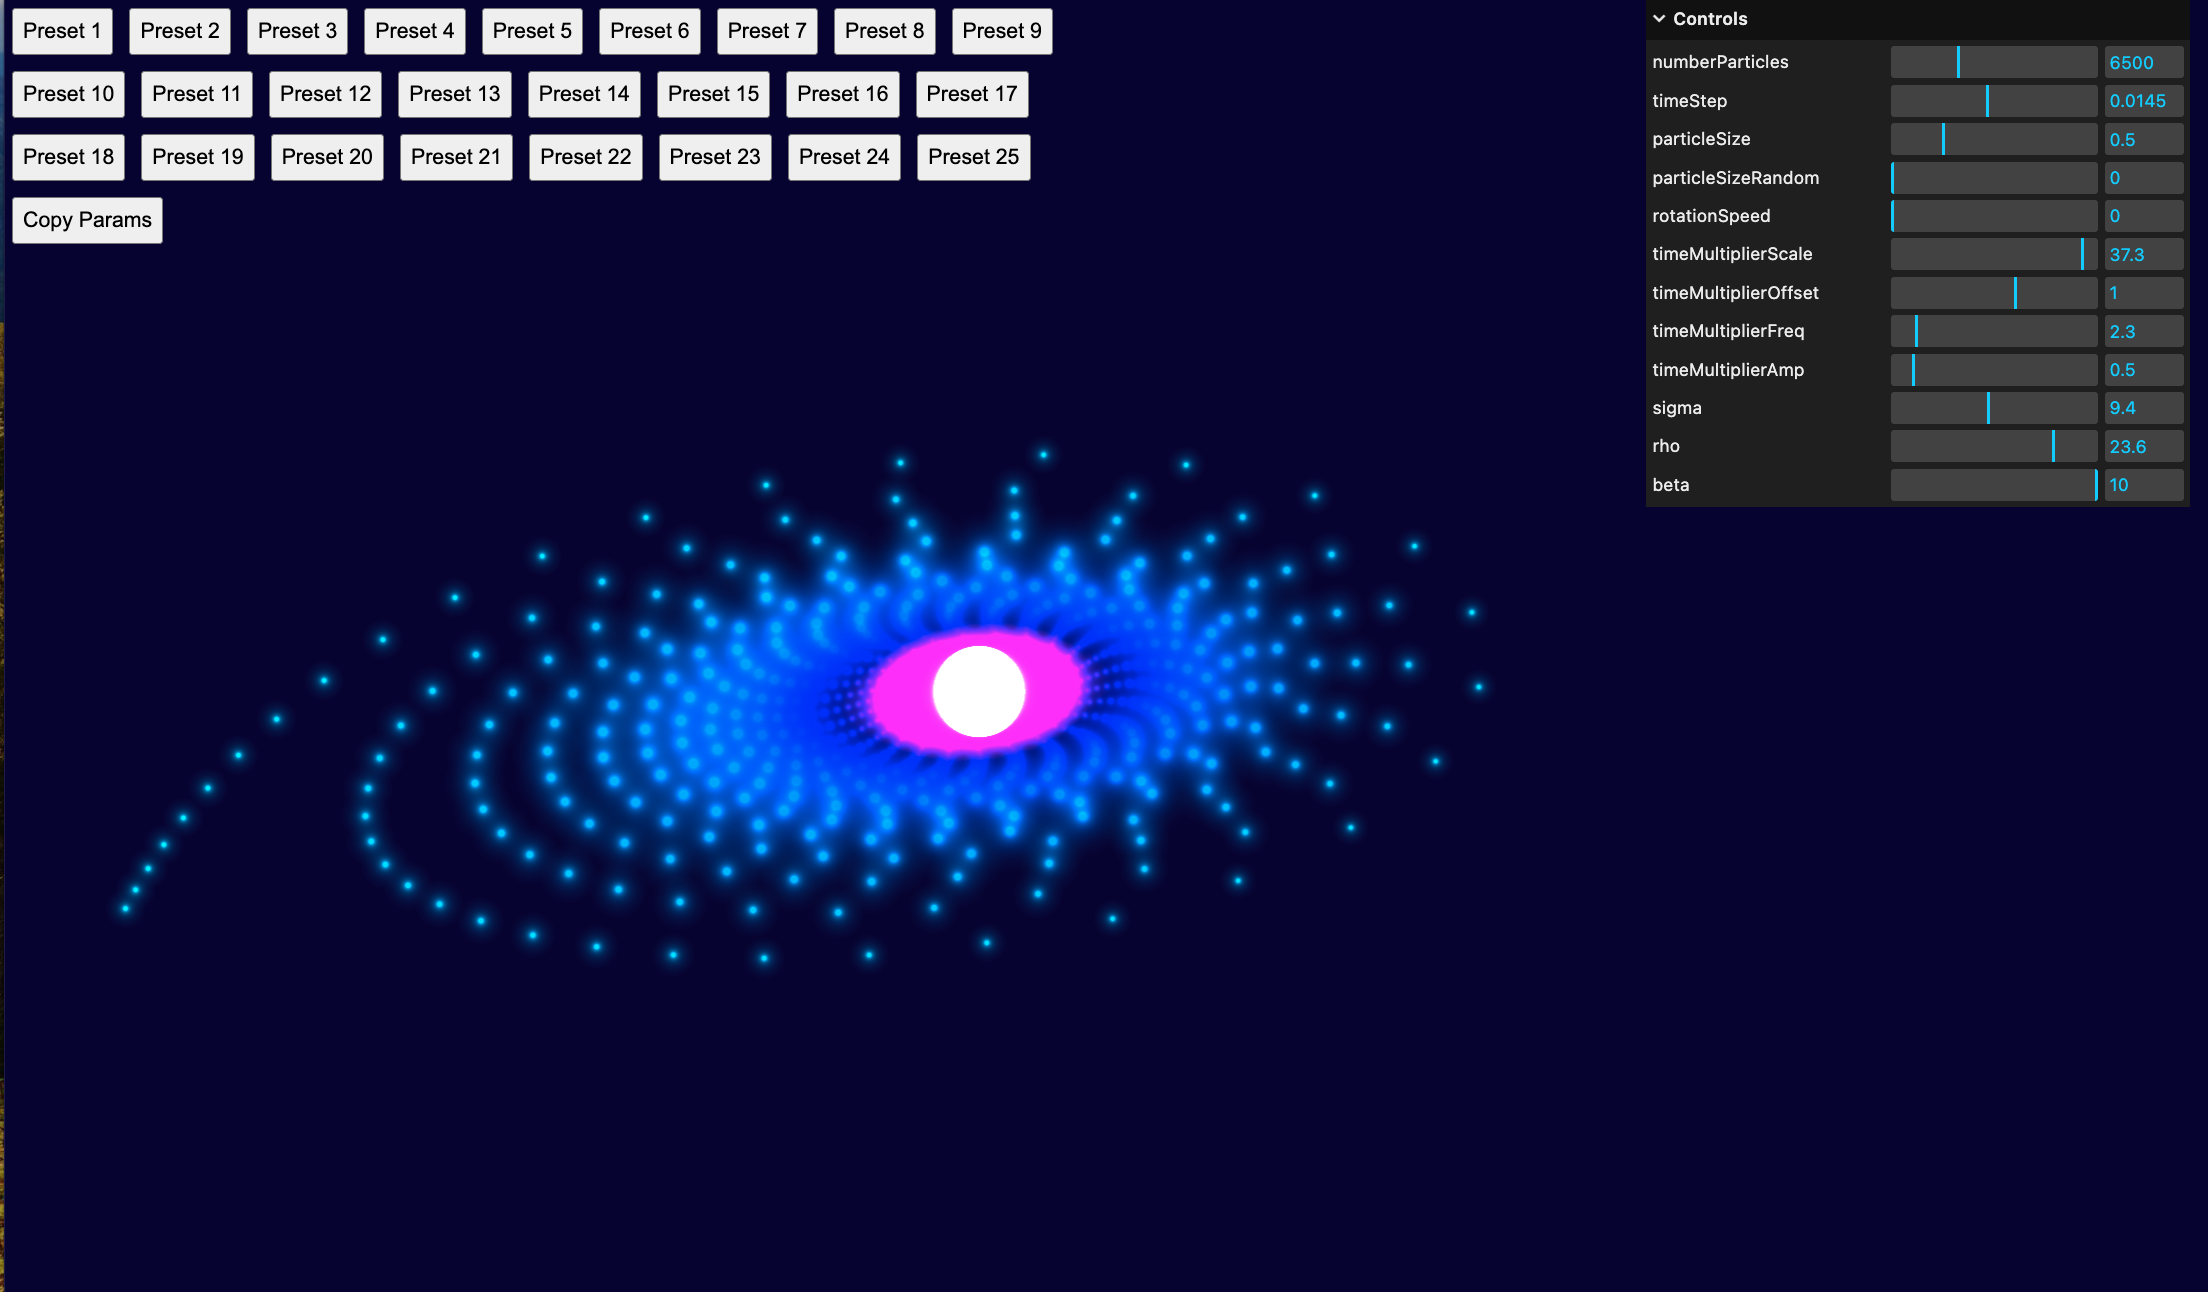 Preset 1 Preset 2 Preset 3 Preset 4 Preset 5 Preset 6 Preset 7 Preset 8 Preset 9
Preset 10 Preset 11 Preset 12 Preset 13 Preset 14 Preset 15 Preset 16 Preset 17
Preset 18 Preset 19 Preset 20 Preset 21 Preset 22 Preset 23 Preset 24 Preset 25
Copy Params
Controls
numberParticles 6500
timeStep 0.0145
particleSize 0.5
particleSizeRandom 0
rotationSpeed 0
timeMultiplierScale 37.3
timeMultiplierOffset 1
timeMultiplierFreq 2.3
timeMultiplierAmp 0.5
sigma 9.4
rho 23.6
beta 10